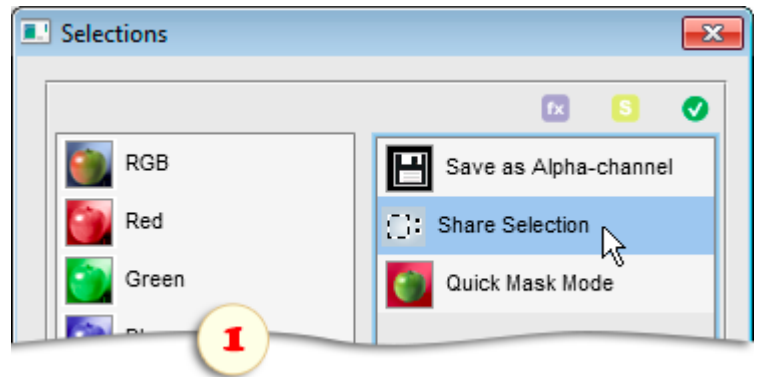 Selections
fx
S
RGB
Red
Green
Save as Alpha-channel
Share Selection
Quick Mask Mode
1